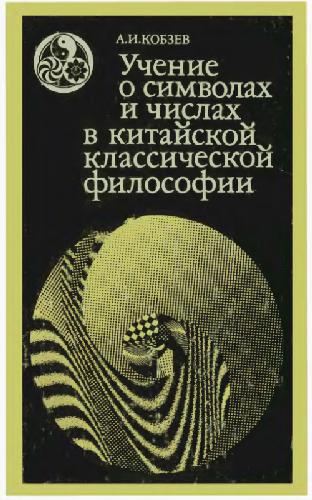 А.И.КОБЗЕВ
Учение
о символах
и числах
в китайской
классической
философии